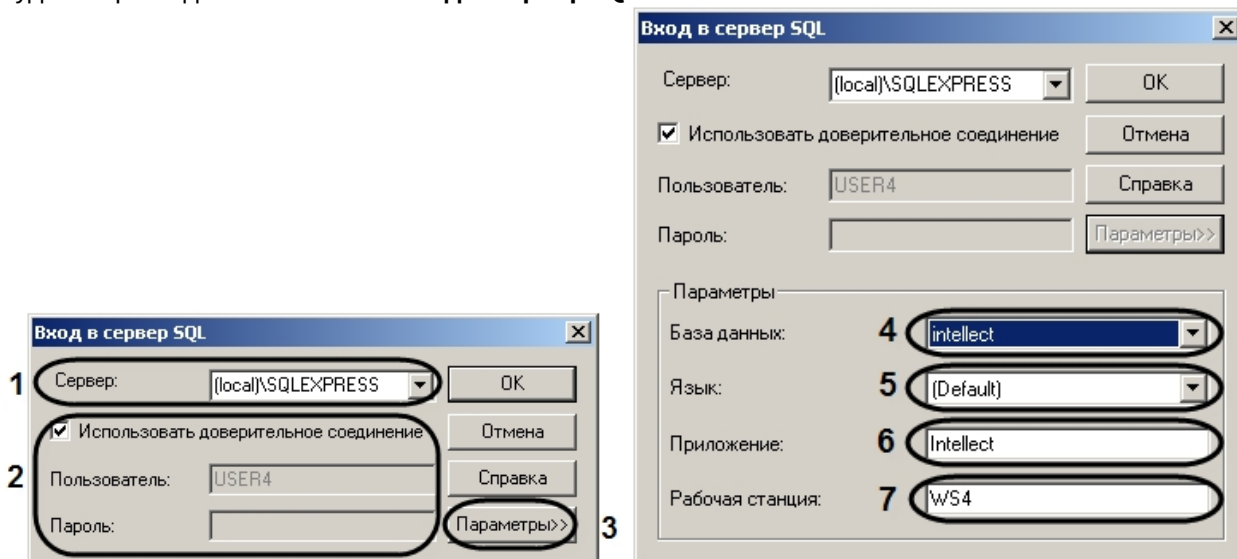 Вход в сервер SQL
Сервер: (local)\SQLEXPRESS OK
Использовать доверительное соединение Отмена
Пользователь: USER4 Справка
Пароль: Параметры>>
Параметры
База данных: 4 intellect
Язык: 5 (Default)
Приложение: 6 Intellect
Рабочая станция: 7 WS4
Вход в сервер SQL
1 Сервер: (local)\SQLEXPRESS OK
Использовать доверительное соединение Отмена
2 Пользователь: USER4 Справка
Пароль: Параметры>> 3